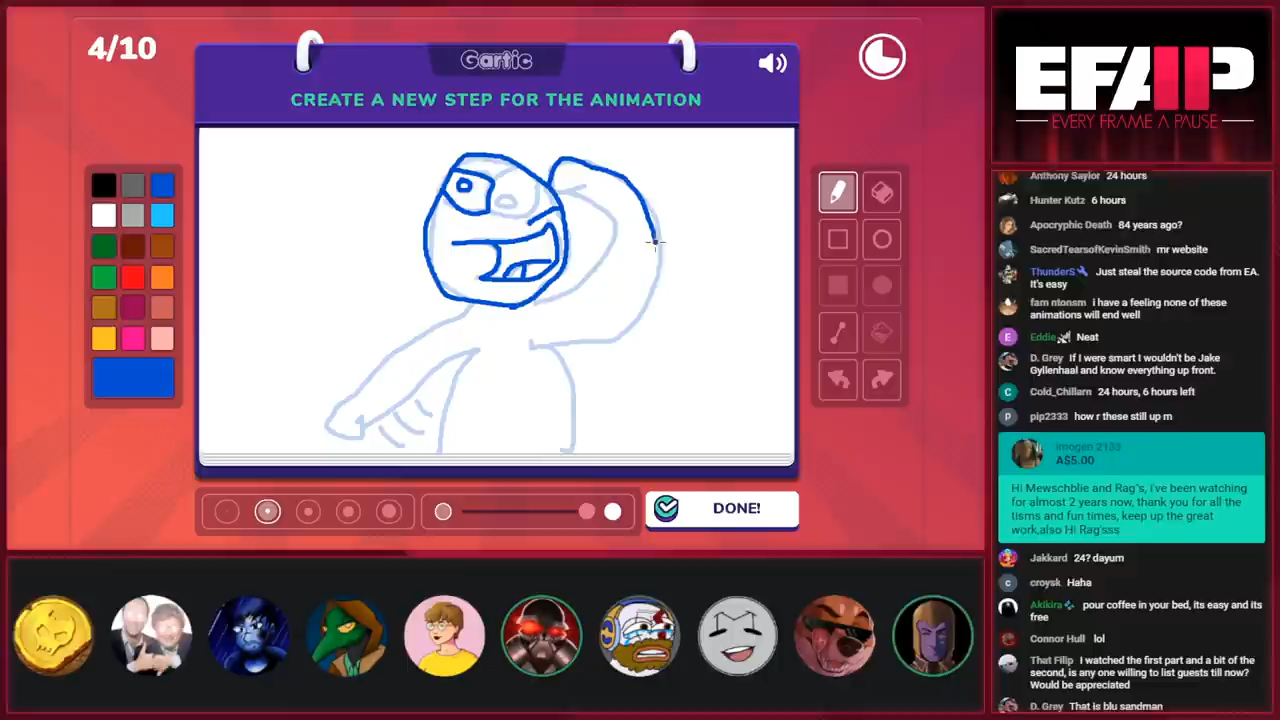 4/10
Gartic
CREATE A NEW STEP FOR THE ANIMATION
DONE!
EFAP
EVERY FRAME A PAUSE
Anthony Saylor 24 hours
Hunter Kutz 6 hours
Apocryphic Death 84 years ago?
SacredTearsofKevinSmith mr website
ThunderS Just steal the source code from EA.
It's easy
fam ntonsm i have a feeling none of these
animations will end well
Eddie Neat
D. Grey If I were smart I wouldn't be Jake
Gyllenhaal and know everything up front.
Cold_Chillarn 24 hours, 6 hours left
pip2333 how r these still up m
imogen 2133
A$5.00
Hi Mewschblie and Rag"s, i've been watching
for almost 2 years now, thank you for all the
tisms and fun times, keep up the great
work,also Hi Rag'sss
Jakkard 24? dayum
croysk Haha
Akikira pour coffee in your bed, its easy and its
free
Connor Hull lol
That Filip I watched the first part and a bit of the
second, is any one willing to list guests till now?
Would be appreciated
D. Grey That is blu sandman